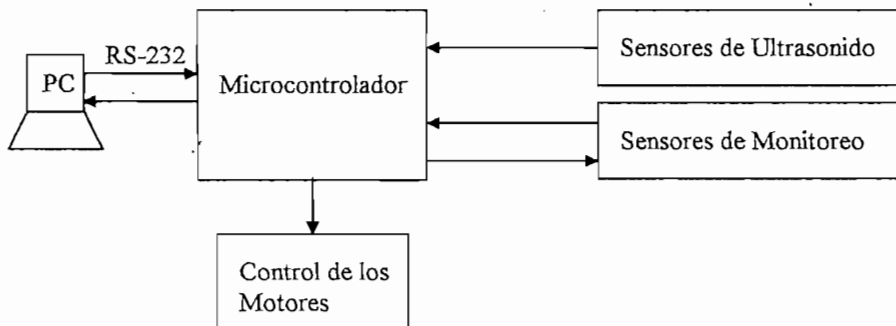 RS-232
PC
Microcontrolador
Sensores de Ultrasonido
Sensores de Monitoreo
Control de los
Motores